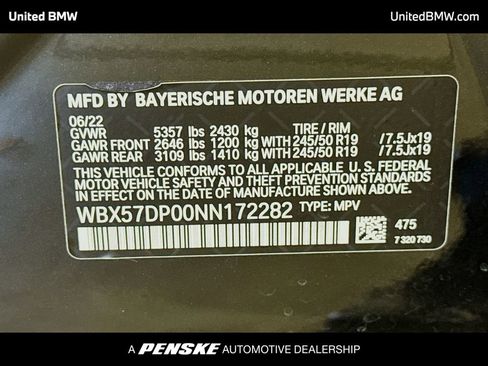 United BMW UnitedBMW.com
MFD BY BAYERISCHE MOTOREN WERKE AG
06/22
GVWR 5357 lbs 2430 kg TIRE / RIM
GAWR FRONT 2646 lbs 1200 kg WITH 245/50 R19 /7.5Jx19
GAWR REAR 3109 lbs 1410 kg WITH 245/50 R19 /7.5Jx19
THIS VEHICLE CONFORMS TO ALL APPLICABLE U.S. FEDERAL
MOTOR VEHICLE SAFETY, BUMPER, AND THEFT PREVENTION STANDARDS
IN EFFECT ON THE DATE OF MANUFACTURE SHOWN ABOVE.
WBX57DP00NN172282 TYPE: MPV
475
7 320 730
A PENSKE AUTOMOTIVE DEALERSHIP